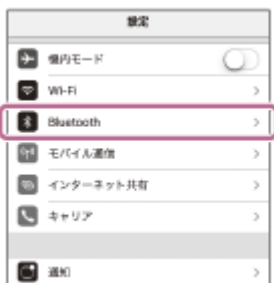 設定
機内モード
Wi-Fi
Bluetooth
モバイル通信
インターネット共有
キャリア
通知